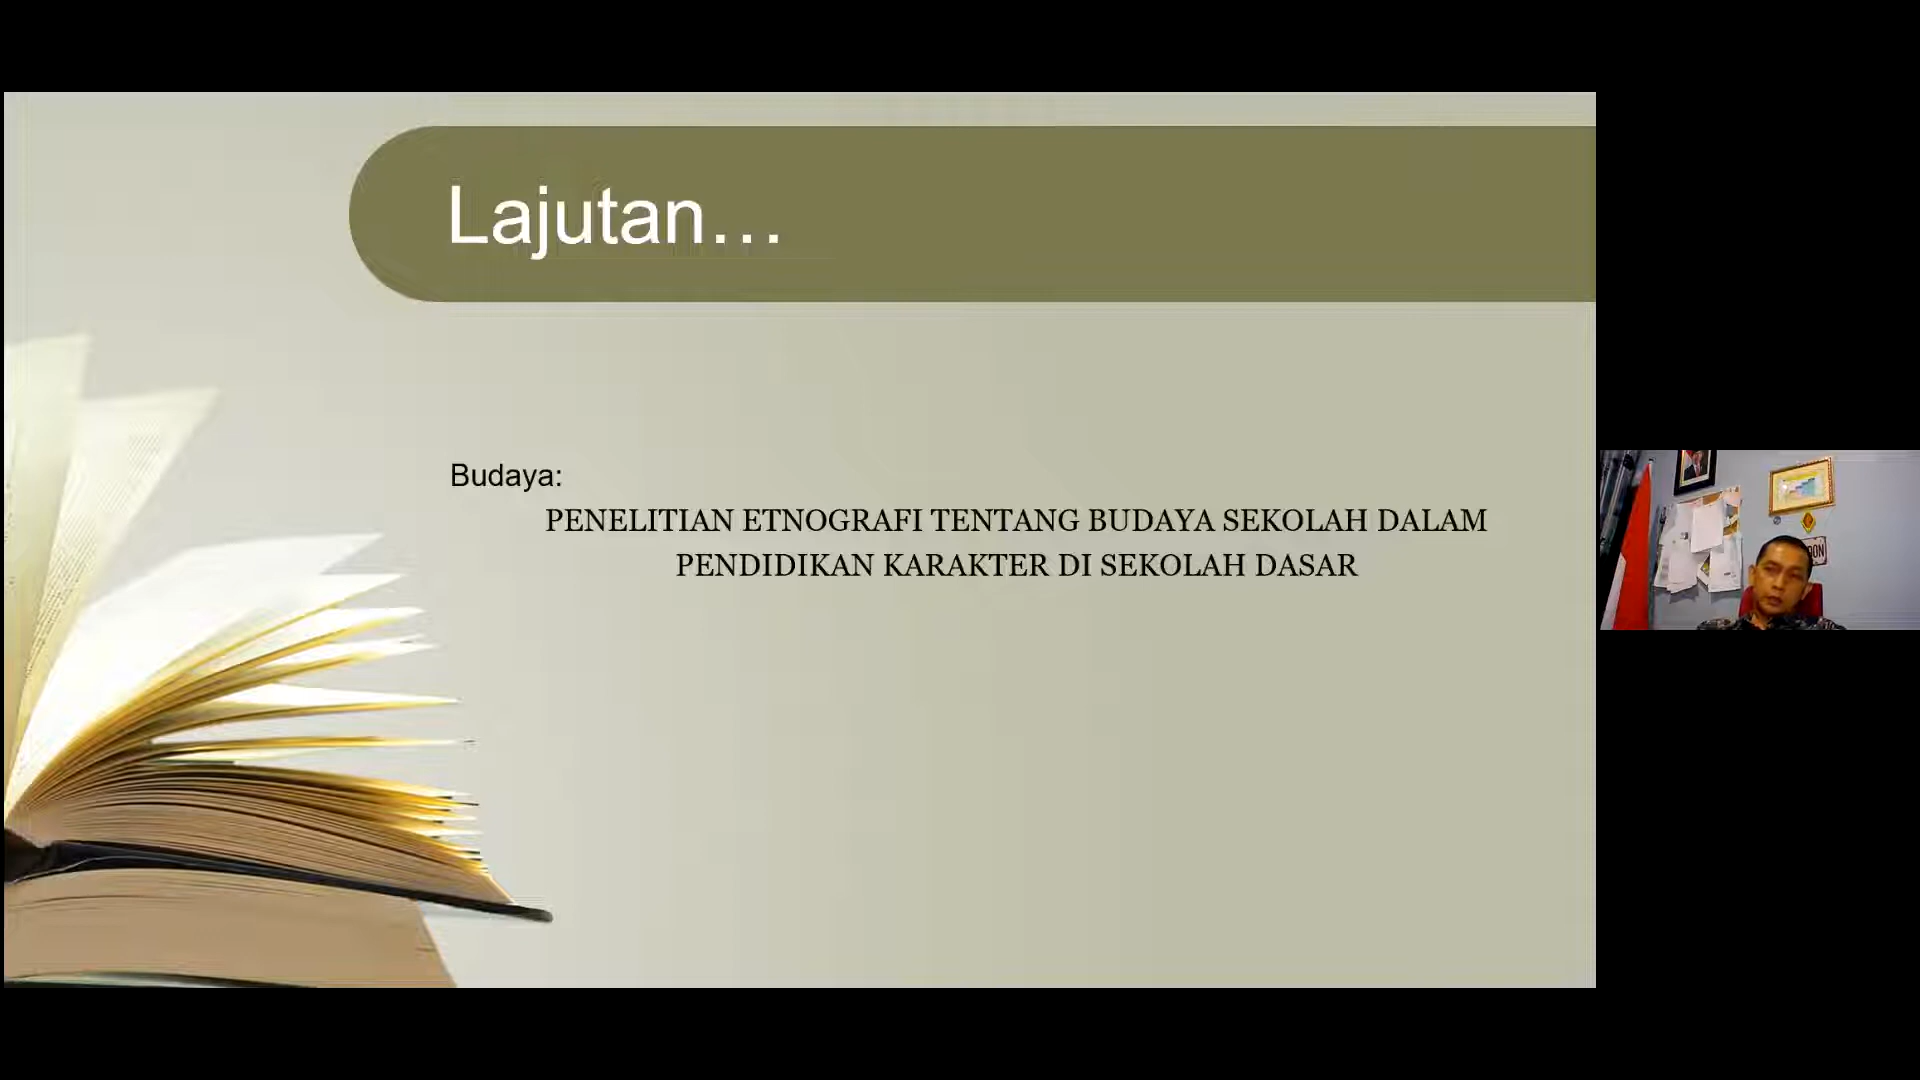 Lajutan...
Budaya:
PENELITIAN ETNOGRAFI TENTANG BUDAYA SEKOLAH DALAM
PENDIDIKAN KARAKTER DI SEKOLAH DASAR